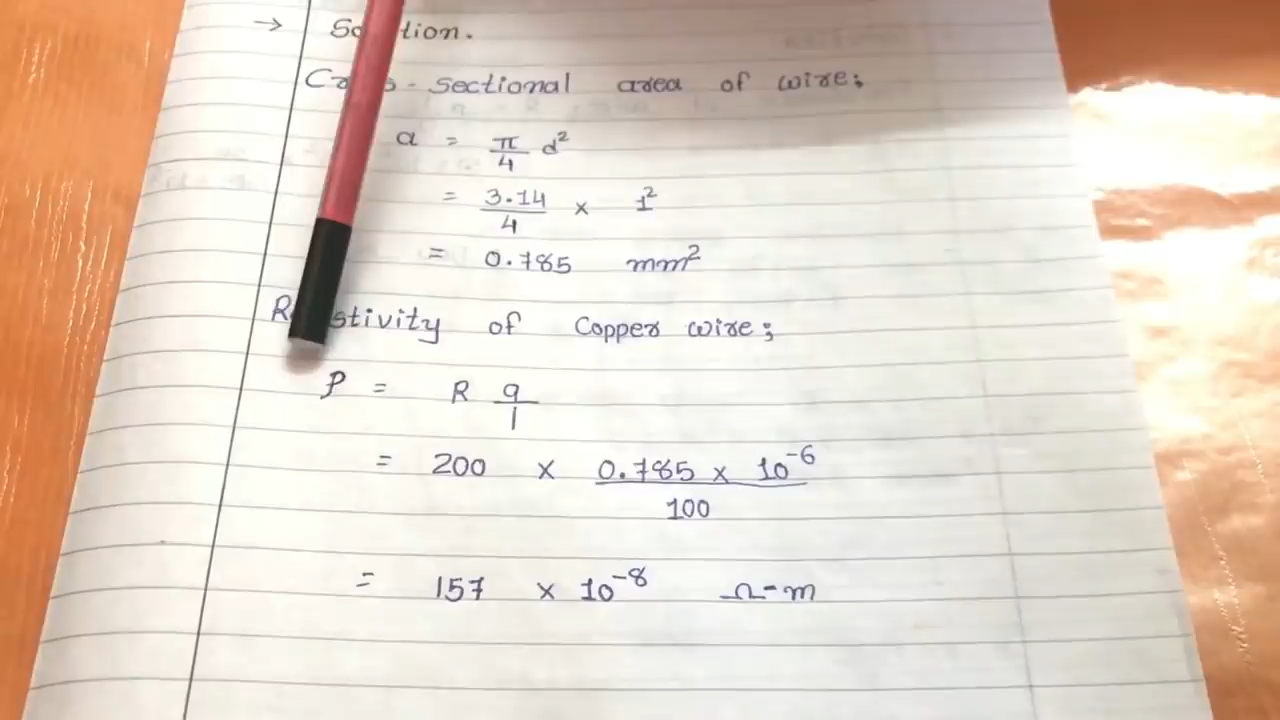 → Solution.
Cross-sectional area of wire;
a = π/4 d²
= 3.14/4 × 1²
= 0.785 mm²
Resistivity of Copper wire;
ρ = R a/l
= 200 × 0.785 × 10⁻⁶/100
= 157 × 10⁻⁸ Ω-m